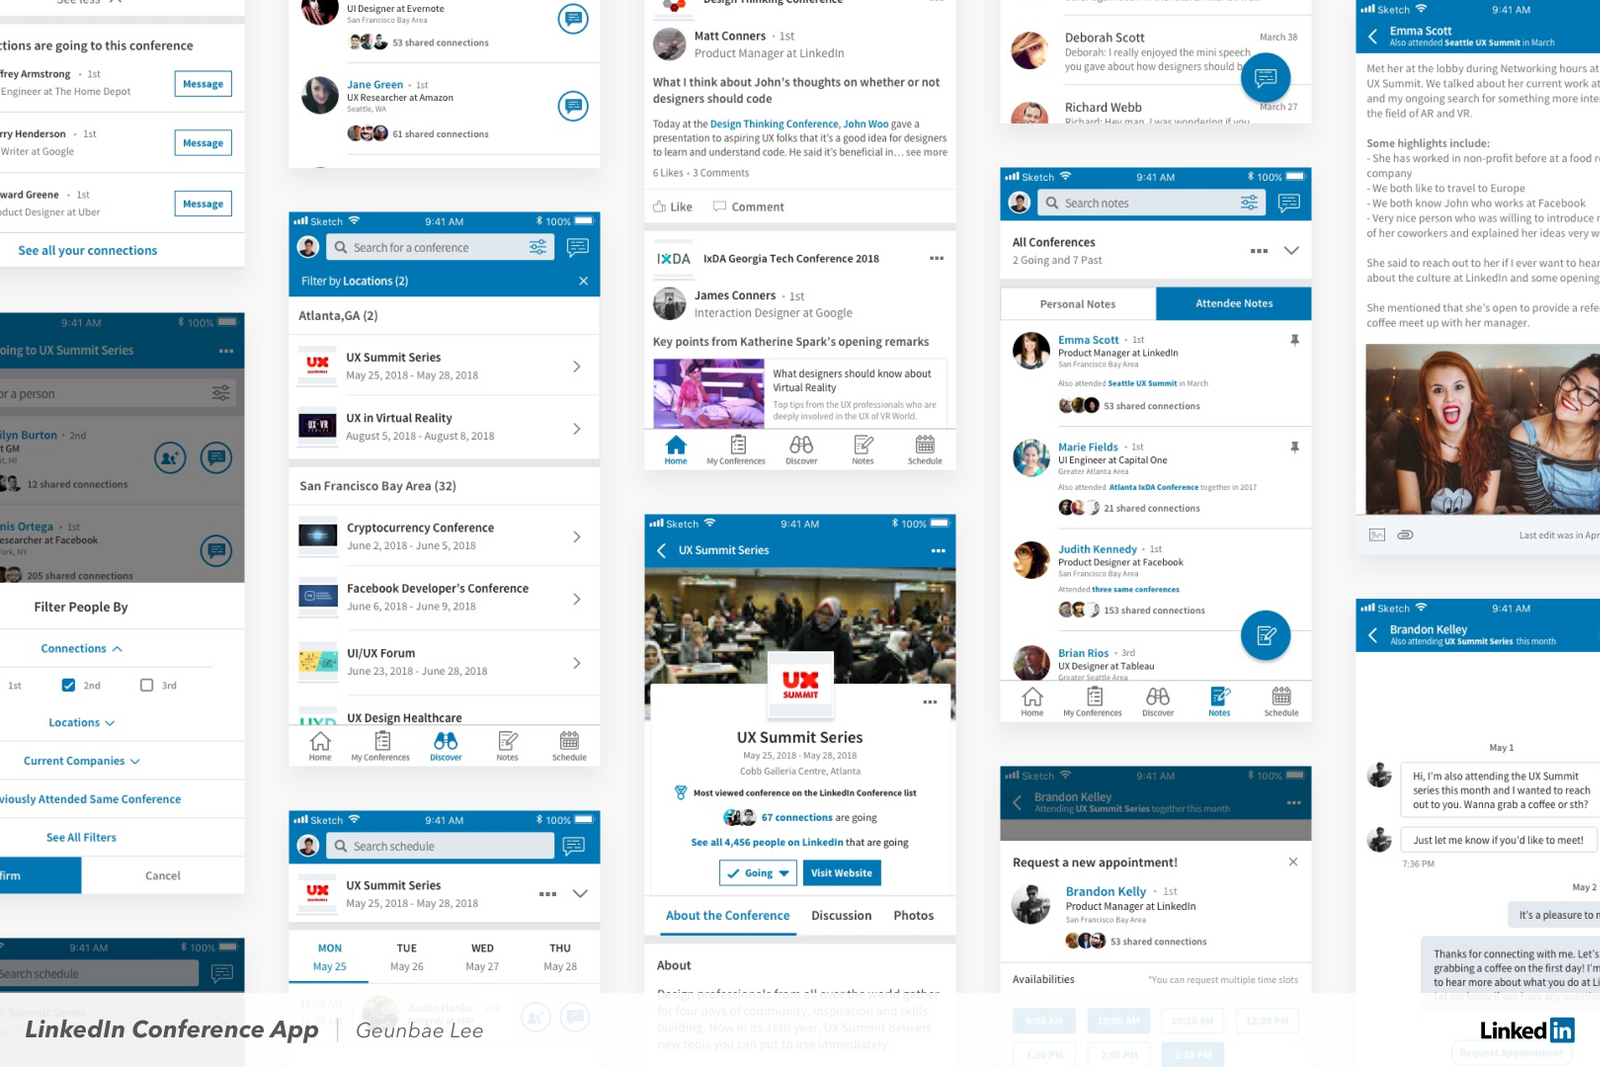 See less
ctions are going to this conference
ffrey Armstrong • 1st
Engineer at The Home Depot
Message
rry Henderson • 1st
Writer at Google
Message
ward Greene • 1st
duct Designer at Uber
Message
See all your connections
9:41 AM 100%
oing to UX Summit Series
or a person
ilyn Burton • 2nd
t GM
it, MI
12 shared connections
nis Ortega • 1st
esearcher at Facebook
ork, NY
205 shared connections
Filter People By
Connections
1st 2nd 3rd
Locations
Current Companies
viously Attended Same Conference
See All Filters
firm Cancel
9:41 AM 100%
Search schedule
UI Designer at Evernote
San Francisco Bay Area
53 shared connections
Jane Green • 1st
UX Researcher at Amazon
Seattle, WA
61 shared connections
Sketch 9:41 AM 100%
Search for a conference
Filter by Locations (2)
Atlanta,GA (2)
UX SUMMIT
UX Summit Series
May 25, 2018 - May 28, 2018
UX in Virtual Reality
August 5, 2018 - August 8, 2018
San Francisco Bay Area (32)
Cryptocurrency Conference
June 2, 2018 - June 5, 2018
Facebook Developer's Conference
June 6, 2018 - June 9, 2018
UI/UX Forum
June 23, 2018 - June 28, 2018
UX Design Healthcare
Home My Conferences Discover Notes Schedule
Sketch 9:41 AM 100%
Search schedule
UX SUMMIT
UX Summit Series
May 25, 2018 - May 28, 2018
MON TUE WED THU
May 25 May 26 May 27 May 28
11:00 AM
Justin Hanks • 2nd
Design Thinking Conference
Matt Conners • 1st
Product Manager at LinkedIn
What I think about John's thoughts on whether or not
designers should code
Today at the Design Thinking Conference, John Woo gave a
presentation to aspiring UX folks that it's a good idea for designers
to learn and understand code. He said it's beneficial in... see more
6 Likes • 3 Comments
Like Comment
IXDA
IxDA Georgia Tech Conference 2018
James Conners • 1st
Interaction Designer at Google
Key points from Katherine Spark's opening remarks
What designers should know about
Virtual Reality
Top tips from the UX professionals who are
deeply involved in the UX of VR World.
Home My Conferences Discover Notes Schedule
Sketch 9:41 AM 100%
UX Summit Series
UX
SUMMIT
UX Summit Series
May 25, 2018 - May 28, 2018
Cobb Galleria Centre, Atlanta
Most viewed conference on the LinkedIn Conference list
67 connections are going
See all 4,456 people on LinkedIn that are going
Going Visit Website
About the Conference Discussion Photos
About
Design professionals from all over the world gather
for four days of community, inspiration and skills
building. Now in its 16th year, UX Summit delivers
new tools you can put to use immediately.
Deborah Scott March 38
Deborah: I really enjoyed the mini speech
you gave about how designers should b
Richard Webb March 27
Richard: Hey man, I was wondering if you
Sketch 9:41 AM 100%
Search notes
All Conferences
2 Going and 7 Past
Personal Notes Attendee Notes
Emma Scott • 1st
Product Manager at LinkedIn
San Francisco Bay Area
Also attended Seattle UX Summit in March
53 shared connections
Marie Fields • 1st
UI Engineer at Capital One
Greater Atlanta Area
Also attended Atlanta IxDA Conference together in 2017
21 shared connections
Judith Kennedy • 1st
Product Designer at Facebook
San Francisco Bay Area
Attended three same conferences
153 shared connections
Brian Rios • 3rd
UX Designer at Tableau
Greater Seattle Area
Home My Conferences Discover Notes Schedule
Sketch 9:41 AM 100%
Brandon Kelley
Attending UX Summit Series together this month
Request a new appointment!
Brandon Kelly • 1st
Product Manager at LinkedIn
San Francisco Bay Area
53 shared connections
Availabilities *You can request multiple time slots
9:00 AM 10:00 AM 10:30 AM 12:30 PM
1:30 PM 2:00 PM 2:30 PM
Sketch 9:41 AM
Emma Scott
Also attended Seattle UX Summit in March
Met her at the lobby during Networking hours at
UX Summit. We talked about her current work at
and my ongoing search for something more inte
the field of AR and VR.
Some highlights include:
- She has worked in non-profit before at a food r
company
- We both like to travel to Europe
- We both know John who works at Facebook
- Very nice person who was willing to introduce r
of her coworkers and explained her ideas very w
She said to reach out to her if I ever want to hear
about the culture at LinkedIn and some opening
She mentioned that she's open to provide a refe
coffee meet up with her manager.
Last edit was in Apr
Sketch 9:41 AM
Brandon Kelley
Also attending UX Summit Series this month
May 1
Hi, I'm also attending the UX Summit
series this month and I wanted to reach
out to you. Wanna grab a coffee or sth?
Just let me know if you'd like to meet!
7:36 PM
May 2
It's a pleasure to m
Thanks for connecting with me. Let's
grabbing a coffee on the first day! I'm
to hear more about what you do at Li
Let me know if you have any question
Request Appointment
LinkedIn Conference App | Geunbae Lee
Linked in